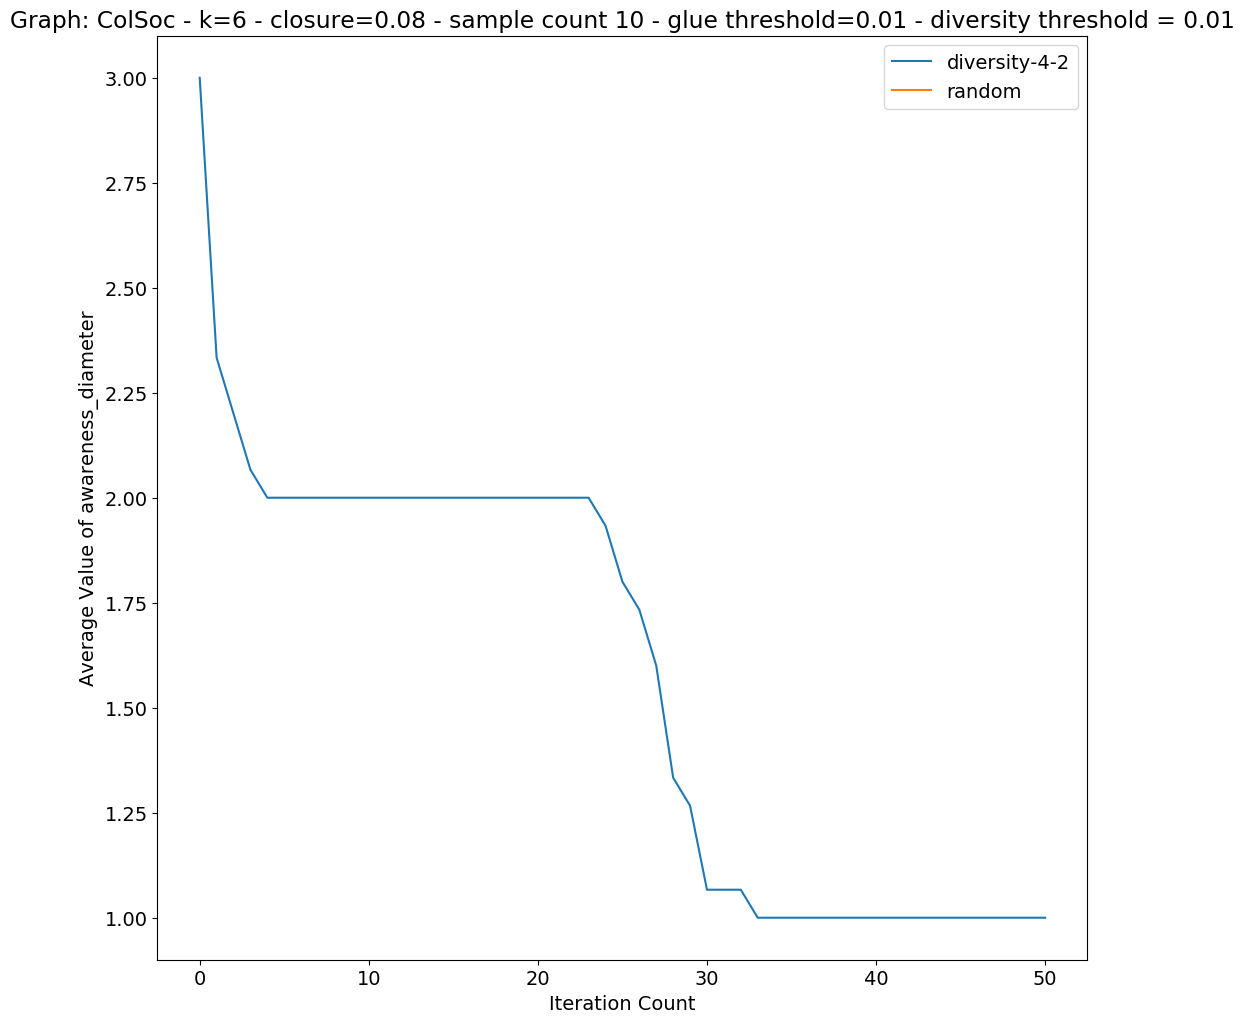 Graph: ColSoc - k=6 - closure=0.08 - sample count 10 - glue threshold=0.01 - diversity threshold = 0.01
diversity-4-2
random
3.00
2.75
2.50
2.25
2.00
1.75
1.50
1.25
1.00
Average Value of awareness_diameter
0 10 20 30 40 50
Iteration Count